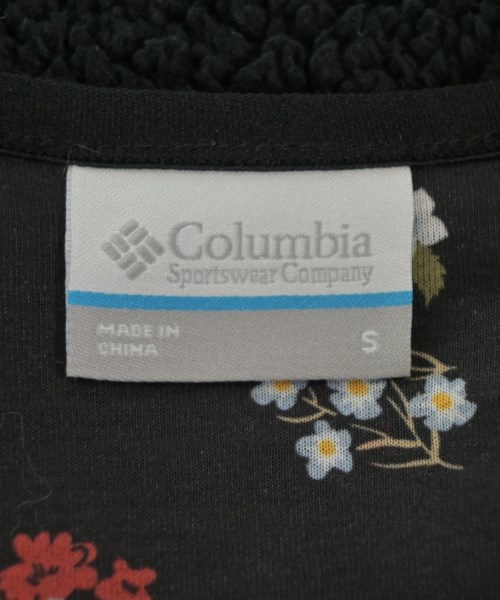 Columbia
Sportswear Company
MADE IN
CHINA
S